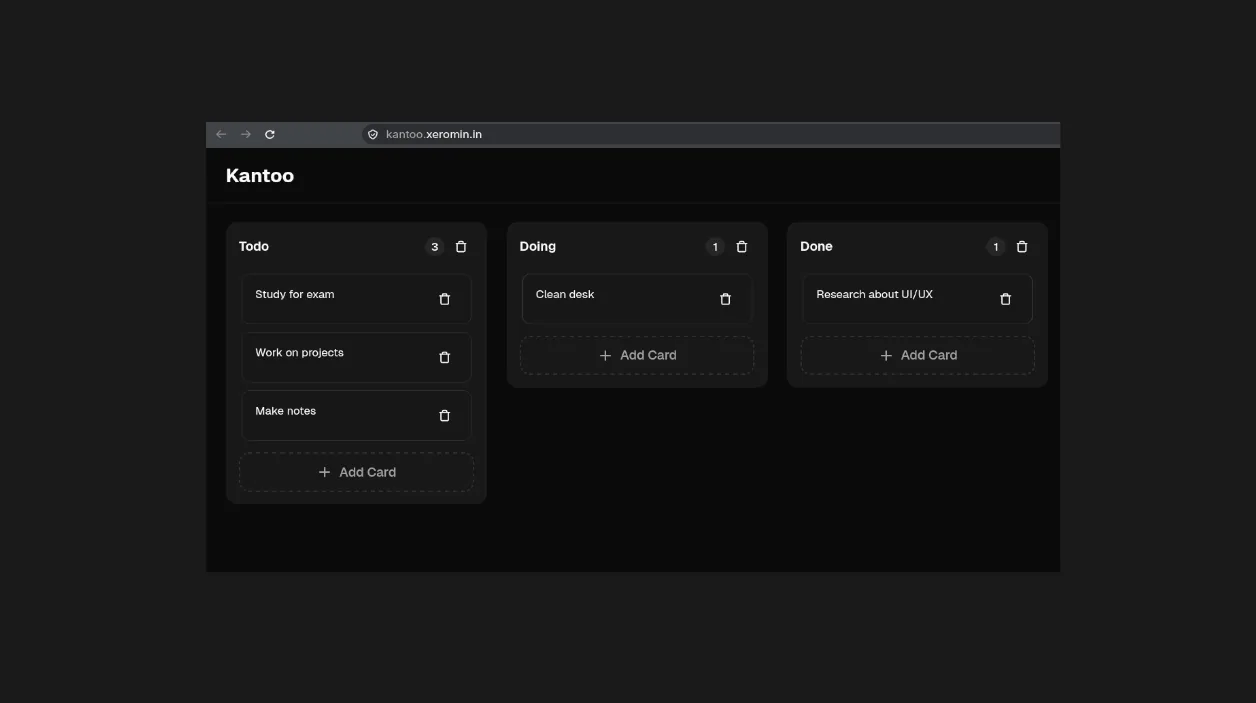 kantoo.xeromin.in
Kantoo
Todo 3
Study for exam
Work on projects
Make notes
Add Card
Doing 1
Clean desk
Add Card
Done 1
Research about UI/UX
Add Card